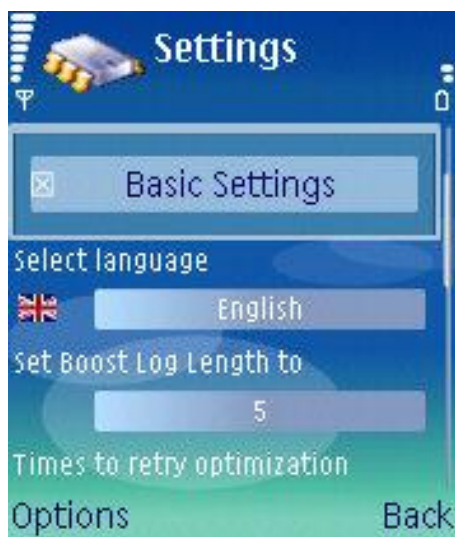 Settings
Basic Settings
Select language
English
Set Boost Log Length to
5
Times to retry optimization
Options Back